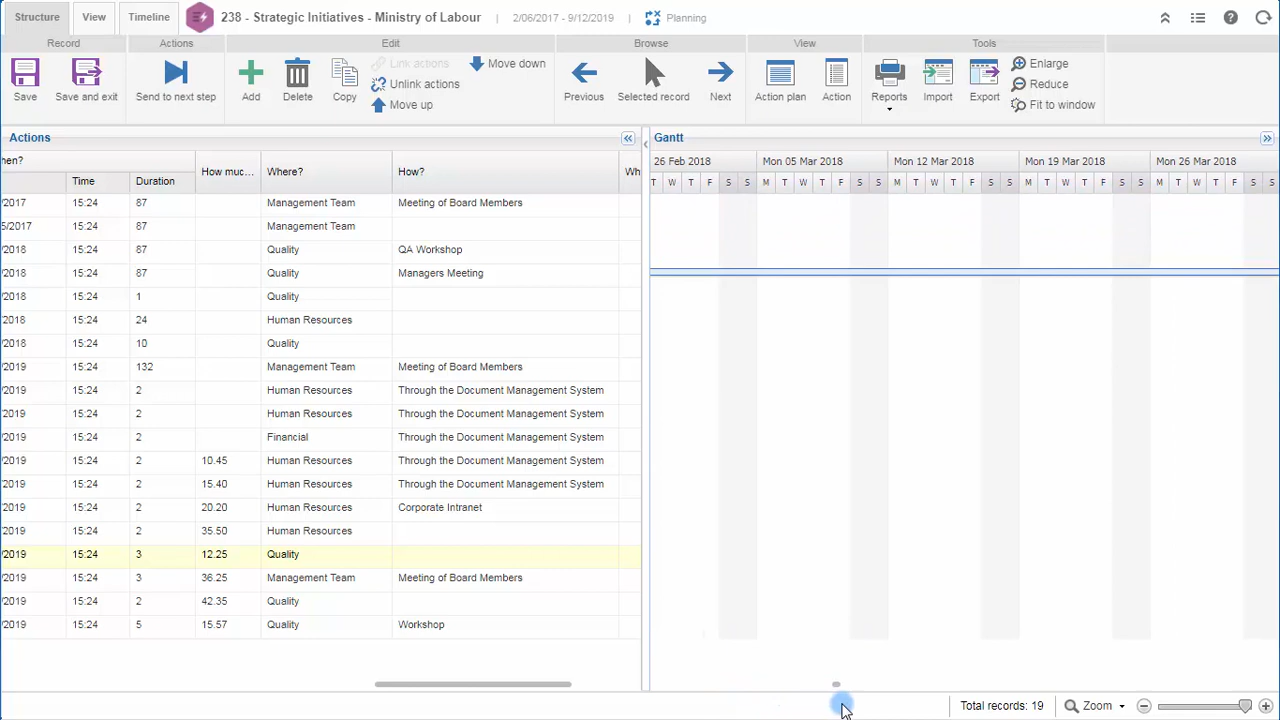 Structure View Timeline 238 - Strategic Initiatives - Ministry of Labour 2/06/2017 - 9/12/2019 Planning
Record Actions Edit Browse View Tools
Save Save and exit Send to next step Add Delete Copy Link actions Unlink actions Move up Move down Previous Selected record Next Action plan Action Reports Import Export Enlarge Reduce Fit to window
Actions Gantt
hen? How muc... Where? How? Wh
Time Duration
26 Feb 2018 Mon 05 Mar 2018 Mon 12 Mar 2018 Mon 19 Mar 2018 Mon 26 Mar 2018
T W T F S S M T W T F S S M T W T F S S M T W T F S S M T W T F S S
/2017 15:24 87 Management Team Meeting of Board Members
5/2017 15:24 87 Management Team
/2018 15:24 87 Quality QA Workshop
/2018 15:24 87 Quality Managers Meeting
/2018 15:24 1 Quality
/2018 15:24 24 Human Resources
/2018 15:24 10 Quality
/2019 15:24 132 Management Team Meeting of Board Members
/2019 15:24 2 Human Resources Through the Document Management System
/2019 15:24 2 Human Resources Through the Document Management System
/2019 15:24 2 Financial Through the Document Management System
/2019 15:24 2 10.45 Human Resources Through the Document Management System
/2019 15:24 2 15.40 Human Resources Through the Document Management System
/2019 15:24 2 20.20 Human Resources Corporate Intranet
/2019 15:24 2 35.50 Human Resources
/2019 15:24 3 12.25 Quality
/2019 15:24 3 36.25 Management Team Meeting of Board Members
/2019 15:24 2 42.35 Quality
/2019 15:24 5 15.57 Quality Workshop
Total records: 19 Zoom